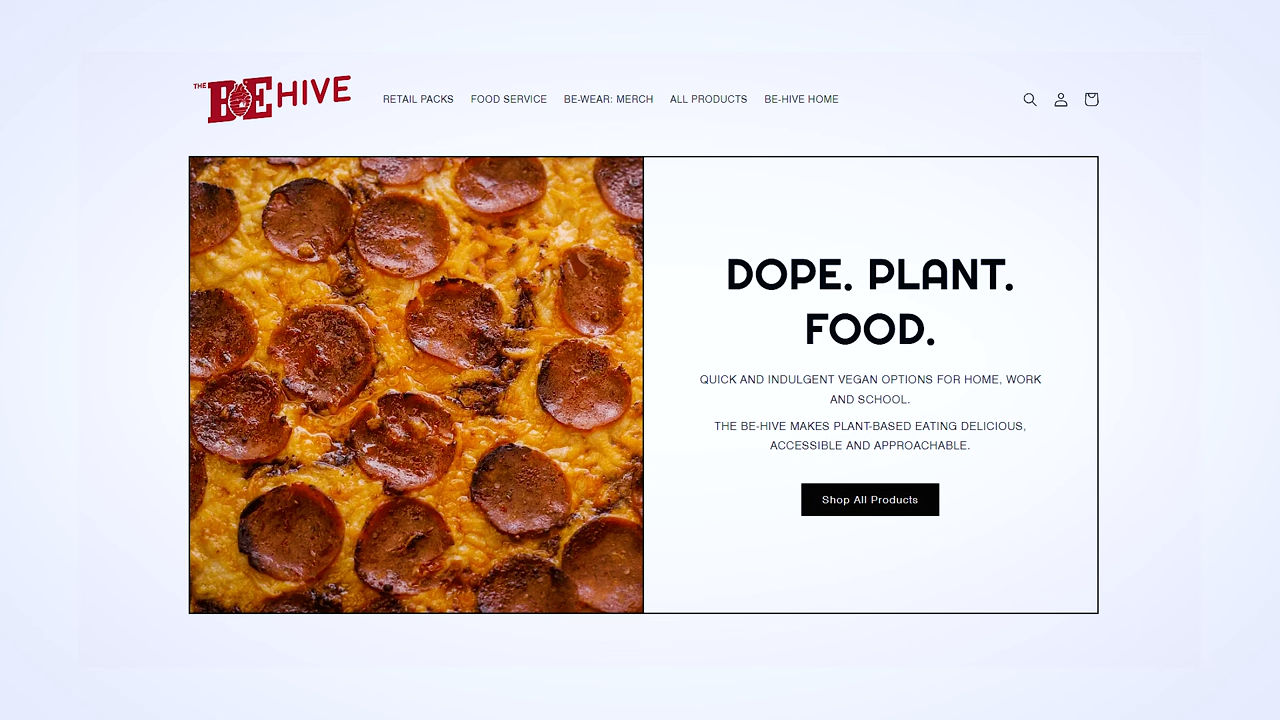 THE BE HIVE
RETAIL PACKS FOOD SERVICE BE-WEAR: MERCH ALL PRODUCTS BE-HIVE HOME
DOPE. PLANT.
FOOD.
QUICK AND INDULGENT VEGAN OPTIONS FOR HOME, WORK
AND SCHOOL.
THE BE-HIVE MAKES PLANT-BASED EATING DELICIOUS,
ACCESSIBLE AND APPROACHABLE.
Shop All Products